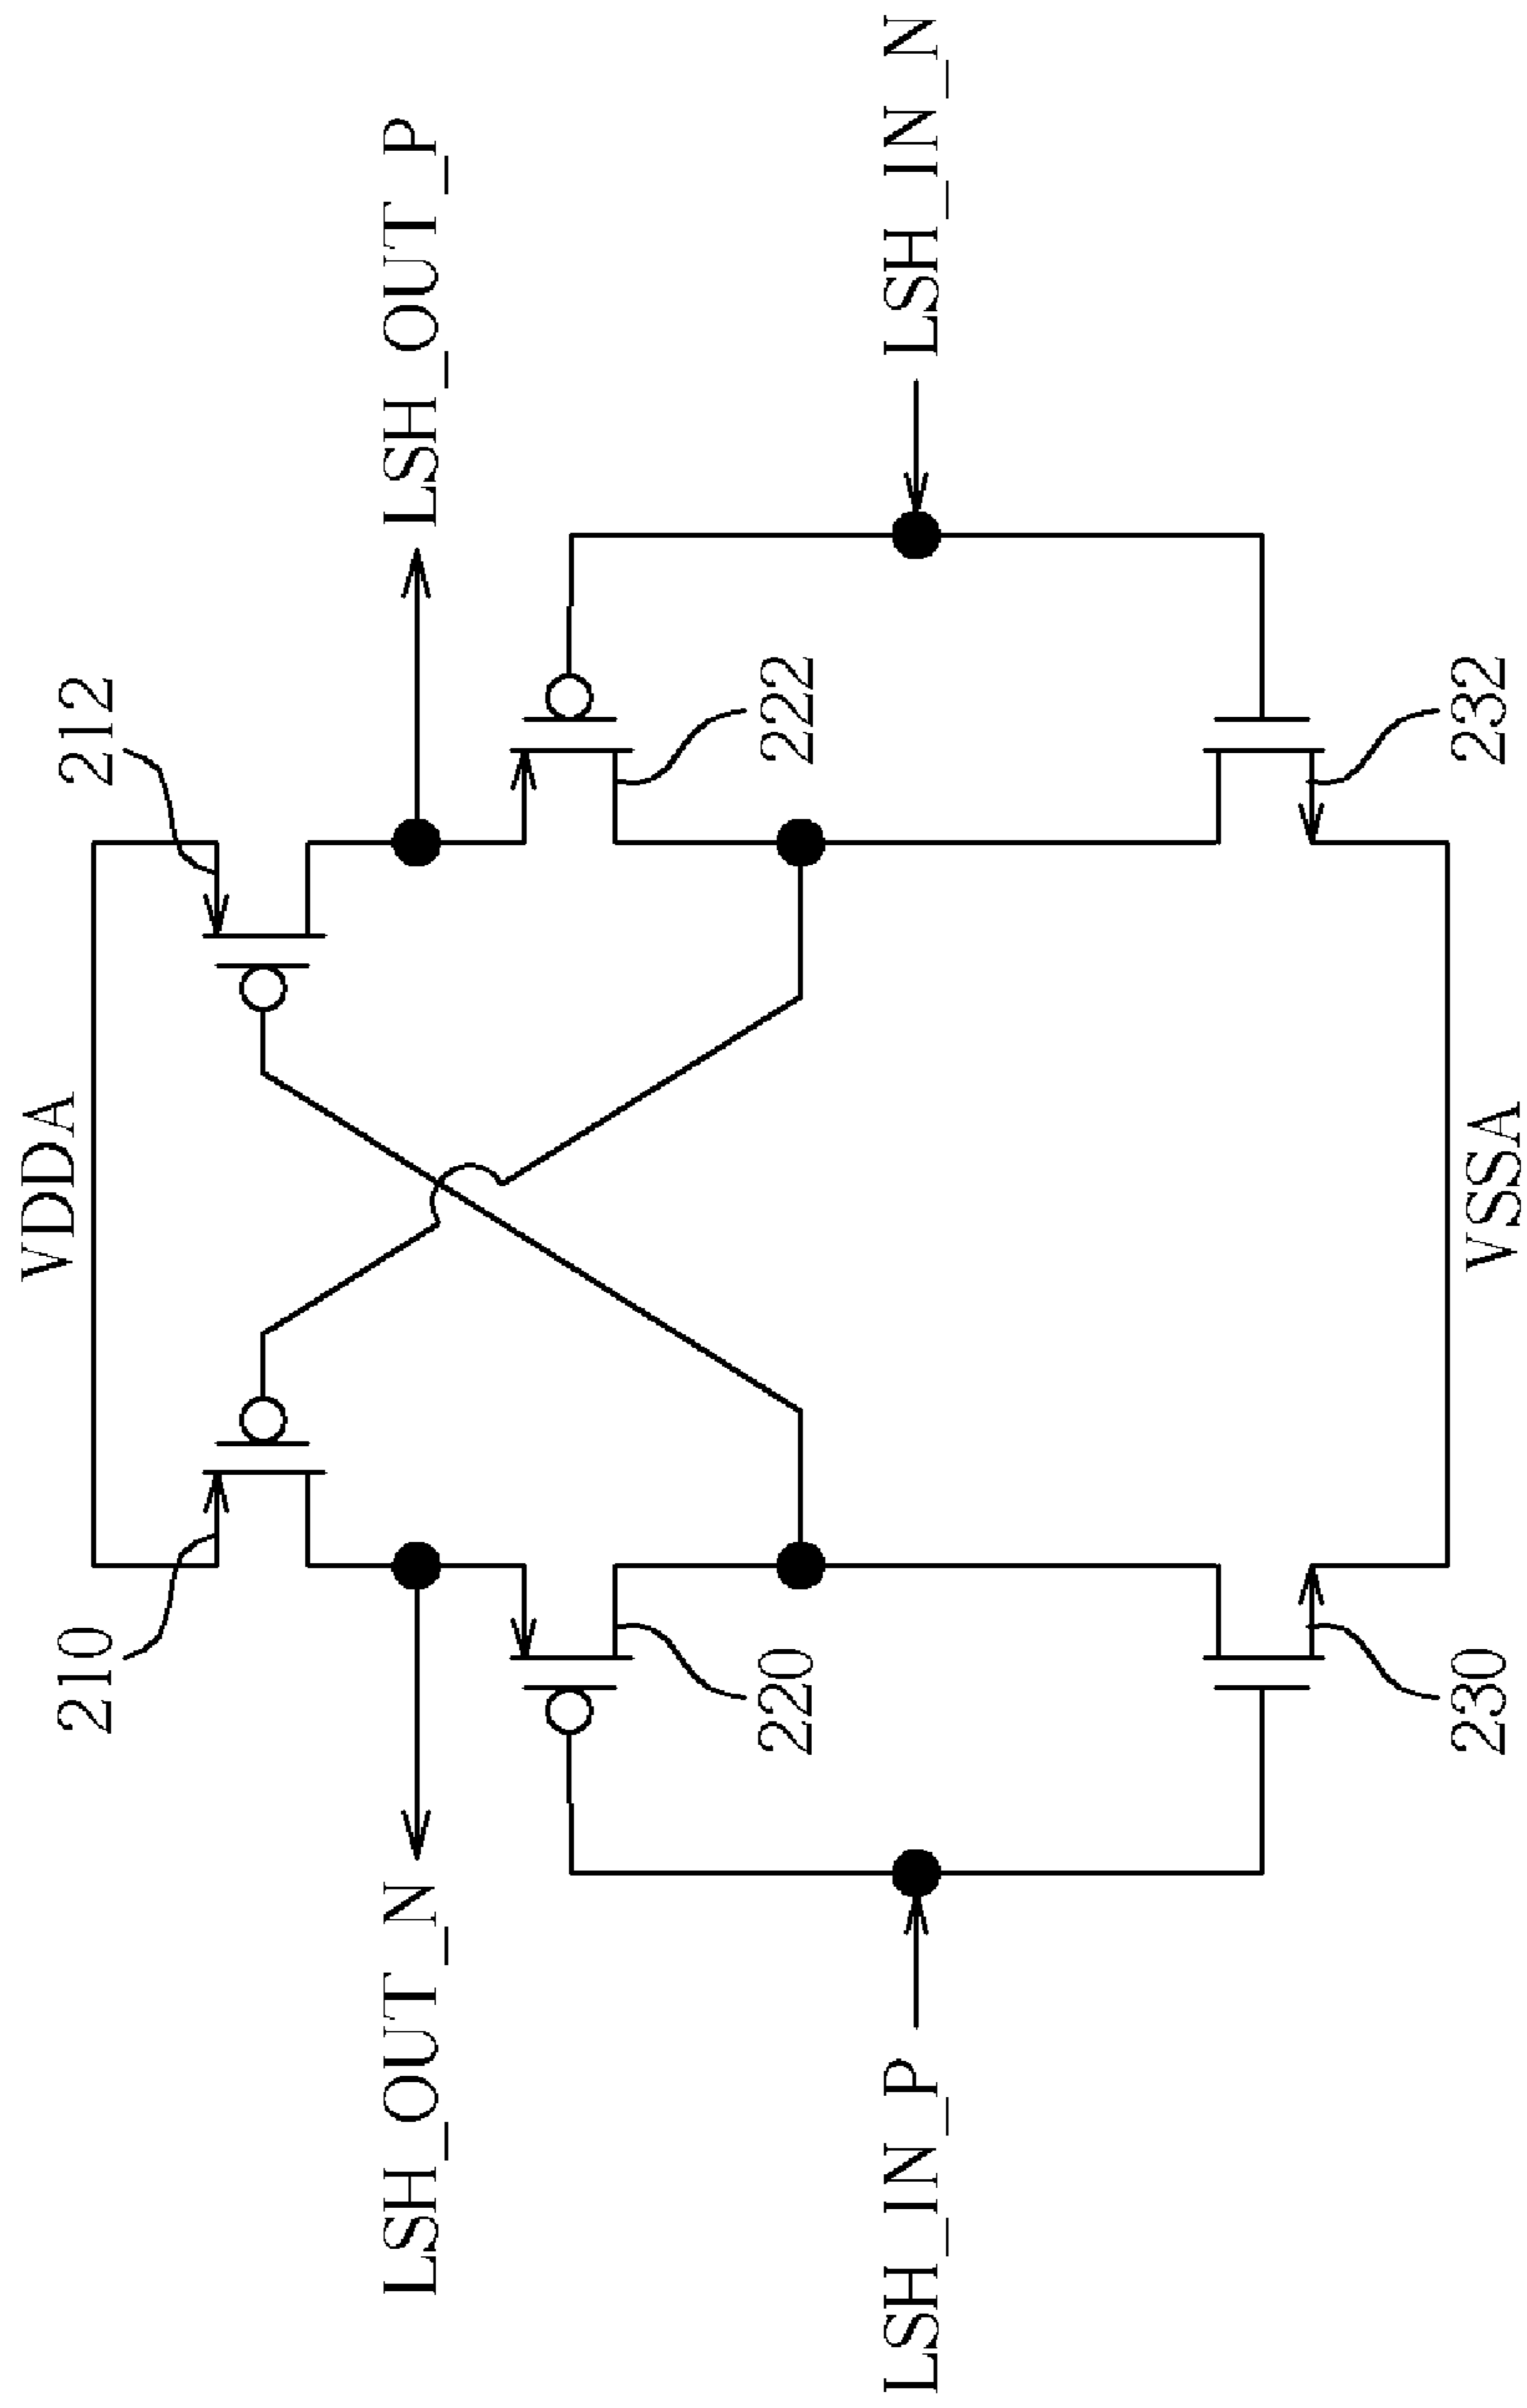 VDDA
210
212
LSH_OUT_N
LSH_OUT_P
220
222
LSH_IN_P
LSH_IN_N
230
232
VSSA